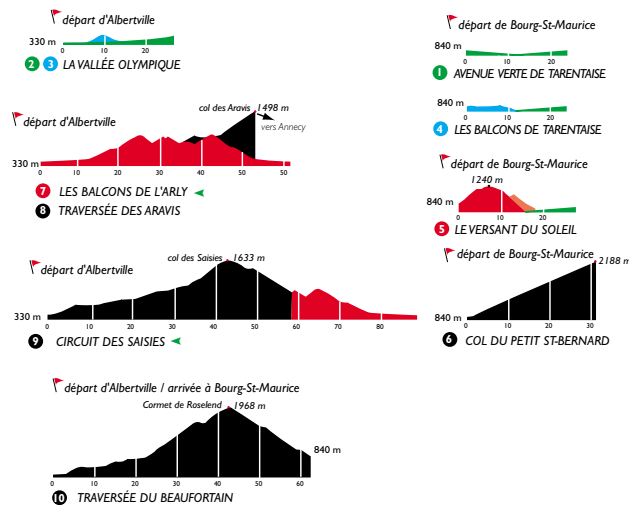 départ d'Albertville
330 m
10 20
2 3 LA VALLÉE OLYMPIQUE
départ de Bourg-St-Maurice
840 m
0 10 20
1 AVENUE VERTE DE TARENTAISE
840 m
0 10 20
4 LES BALCONS DE TARENTAISE
col des Aravis 1498 m
vers Annecy
départ d'Albertville
330 m
0 10 20 30 40 50 51
7 LES BALCONS DE L'ARLY
8 TRAVERSÉE DES ARAVIS
départ de Bourg-St-Maurice
1240 m
840 m
0 10 20
5 LE VERSANT DU SOLEIL
col des Saisies 1633 m
départ d'Albertville
330 m
0 10 20 30 40 50 60 70 80
9 CIRCUIT DES SAISIES
départ de Bourg-St-Maurice
2188 m
840 m
0 10 20 30
6 COL DU PETIT ST-BERNARD
départ d'Albertville / arrivée à Bourg-St-Maurice
Cormet de Roselend 1968 m
840 m
0 10 20 30 40 50 60
10 TRAVERSÉE DU BEAUFORTAIN